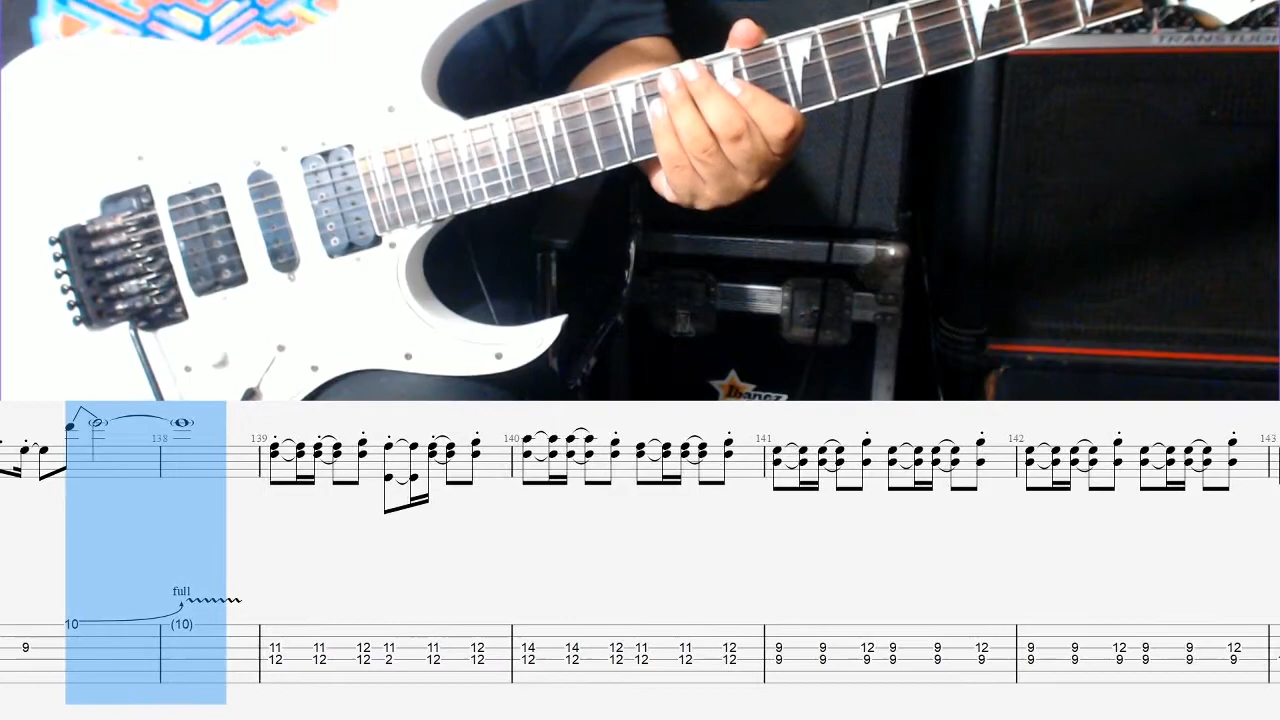 TRANSTUBE
Ibanez
138 139 140 141 142 143
full
10 (10)
9 11 11 12 11 11 12 14 14 12 11 11 12 9 9 12 9 9 12 9 9 12 9 9 12
12 12 12 2 12 12 12 12 12 12 12 12 9 9 9 9 9 9 9 9 9 9 9 9